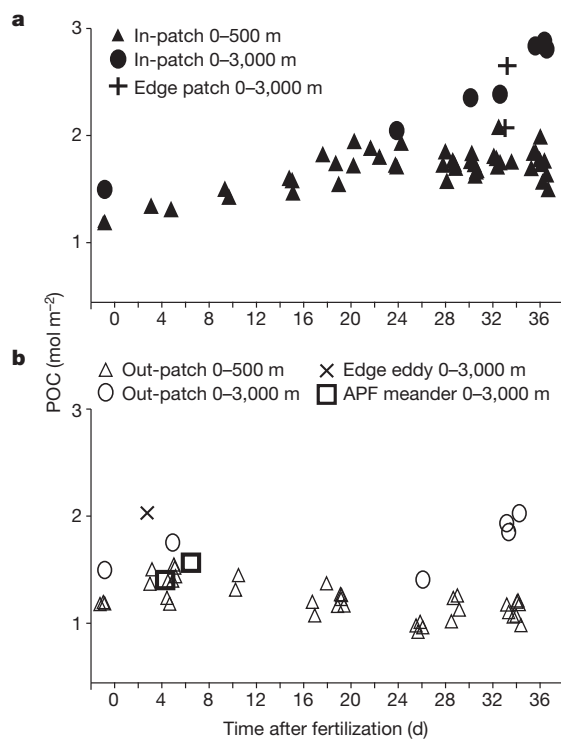 a
3
2
1
In-patch 0–500 m
In-patch 0–3,000 m
Edge patch 0–3,000 m
0 4 8 12 16 20 24 28 32 36
POC (mol m⁻²)
b
Out-patch 0–500 m
Out-patch 0–3,000 m
Edge eddy 0–3,000 m
APF meander 0–3,000 m
3
2
1
0 4 8 12 16 20 24 28 32 36
Time after fertilization (d)